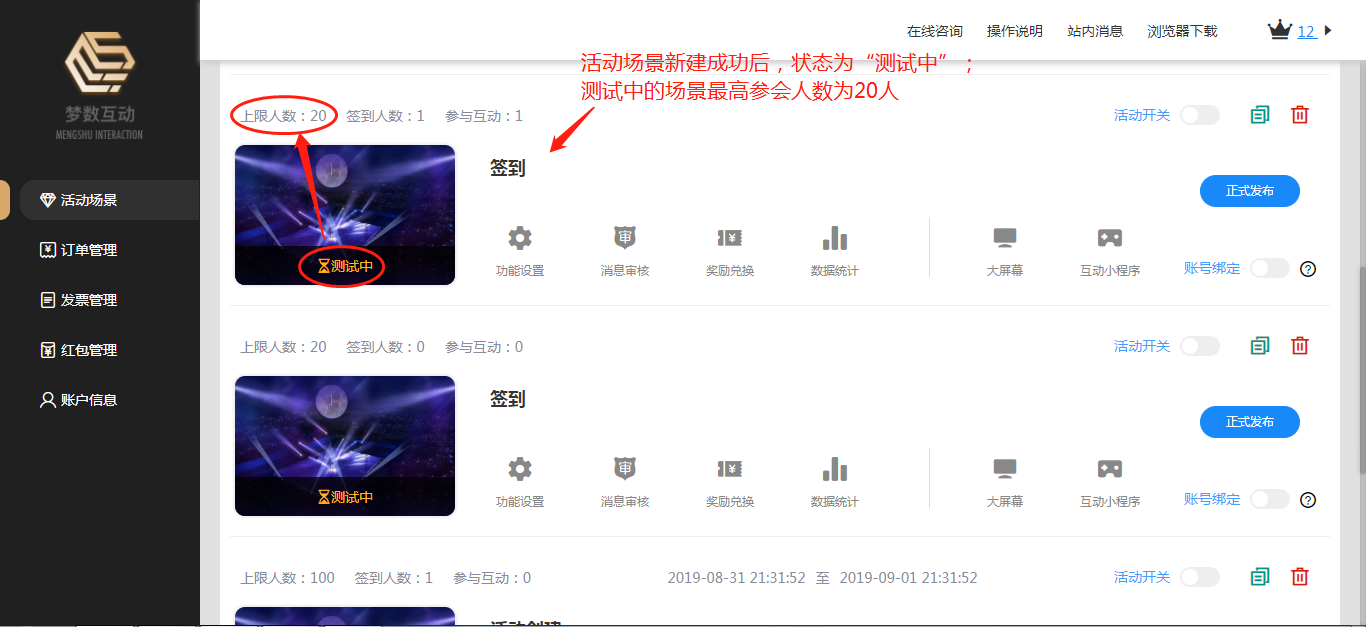 梦数互动
MENGSHU INTERACTION
活动场景
订单管理
发票管理
红包管理
账户信息
在线咨询 操作说明 站内消息 浏览器下载 12
活动场景新建成功后，状态为“测试中”；
测试中的场景最高参会人数为20人
上限人数：20 签到人数：1 参与互动：1 活动开关
签到
正式发布
测试中
功能设置 消息审核 奖励兑换 数据统计 大屏幕 互动小程序 账号绑定
上限人数：20 签到人数：0 参与互动：0 活动开关
签到
正式发布
测试中
功能设置 消息审核 奖励兑换 数据统计 大屏幕 互动小程序 账号绑定
上限人数：100 签到人数：1 参与互动：0 2019-08-31 21:31:52 至 2019-09-01 21:31:52 活动开关
活动创建